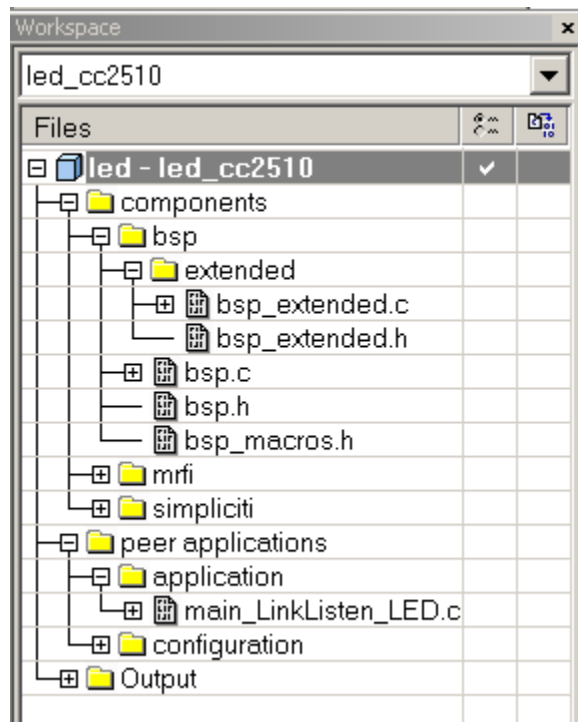 Workspace
led_cc2510
Files
led - led_cc2510
components
bsp
extended
bsp_extended.c
bsp_extended.h
bsp.c
bsp.h
bsp_macros.h
mrfi
simpliciti
peer applications
application
main_LinkListen_LED.c
configuration
Output